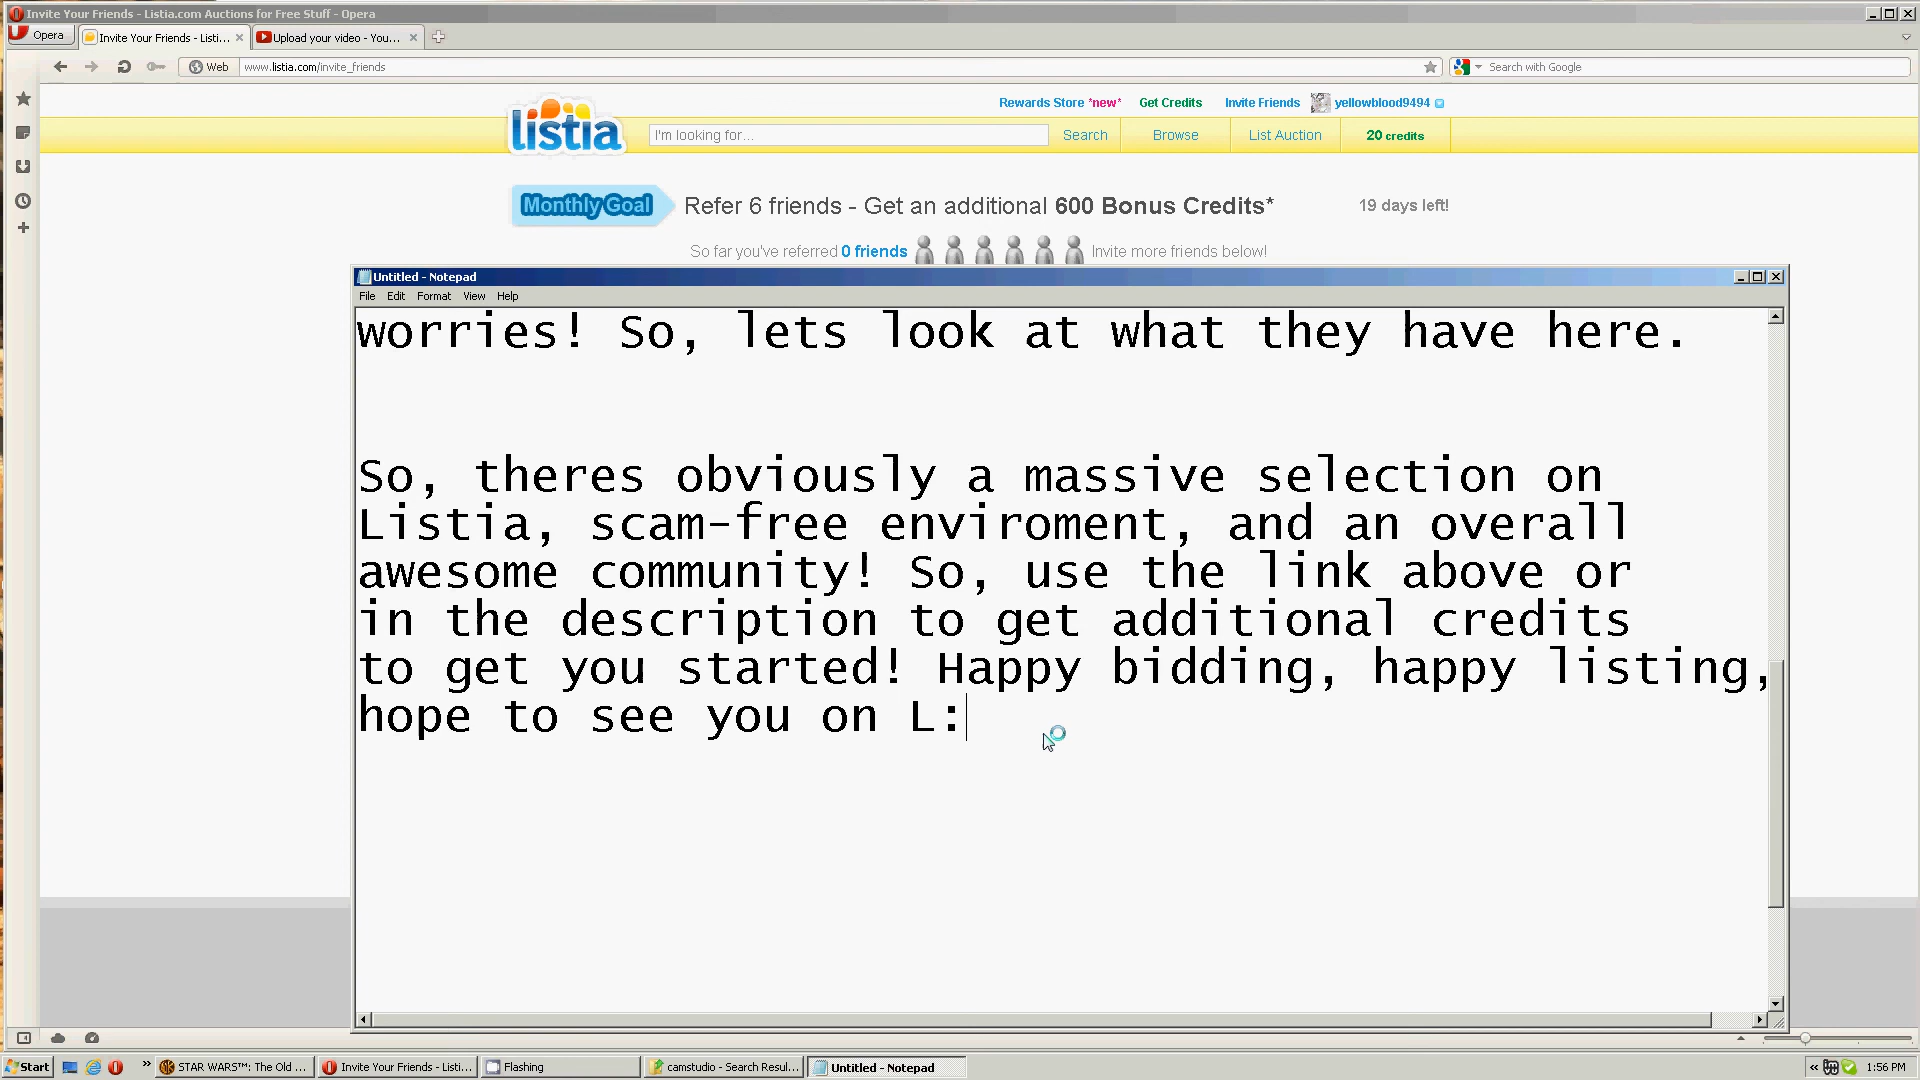 Invite Your Friends - Listia.com Auctions for Free Stuff - Opera
Opera
Invite Your Friends - Listi...
Upload your video - You...
Web
www.listia.com/invite_friends
Search with Google
Rewards Store *new*
Get Credits
Invite Friends
yellowblood9494
listia
I'm looking for...
Search
Browse
List Auction
20 credits
Monthly Goal
Refer 6 friends - Get an additional 600 Bonus Credits*
19 days left!
So far you've referred 0 friends
Invite more friends below!
Untitled - Notepad
File Edit Format View Help
worries! So, lets look at what they have here.
So, theres obviously a massive selection on
Listia, scam-free enviroment, and an overall
awesome community! So, use the link above or
in the description to get additional credits
to get you started! Happy bidding, happy listing,
hope to see you on L:
Start
»
STAR WARS™: The Old ...
Invite Your Friends - Listi...
Flashing
camstudio - Search Resul...
Untitled - Notepad
«
1:56 PM